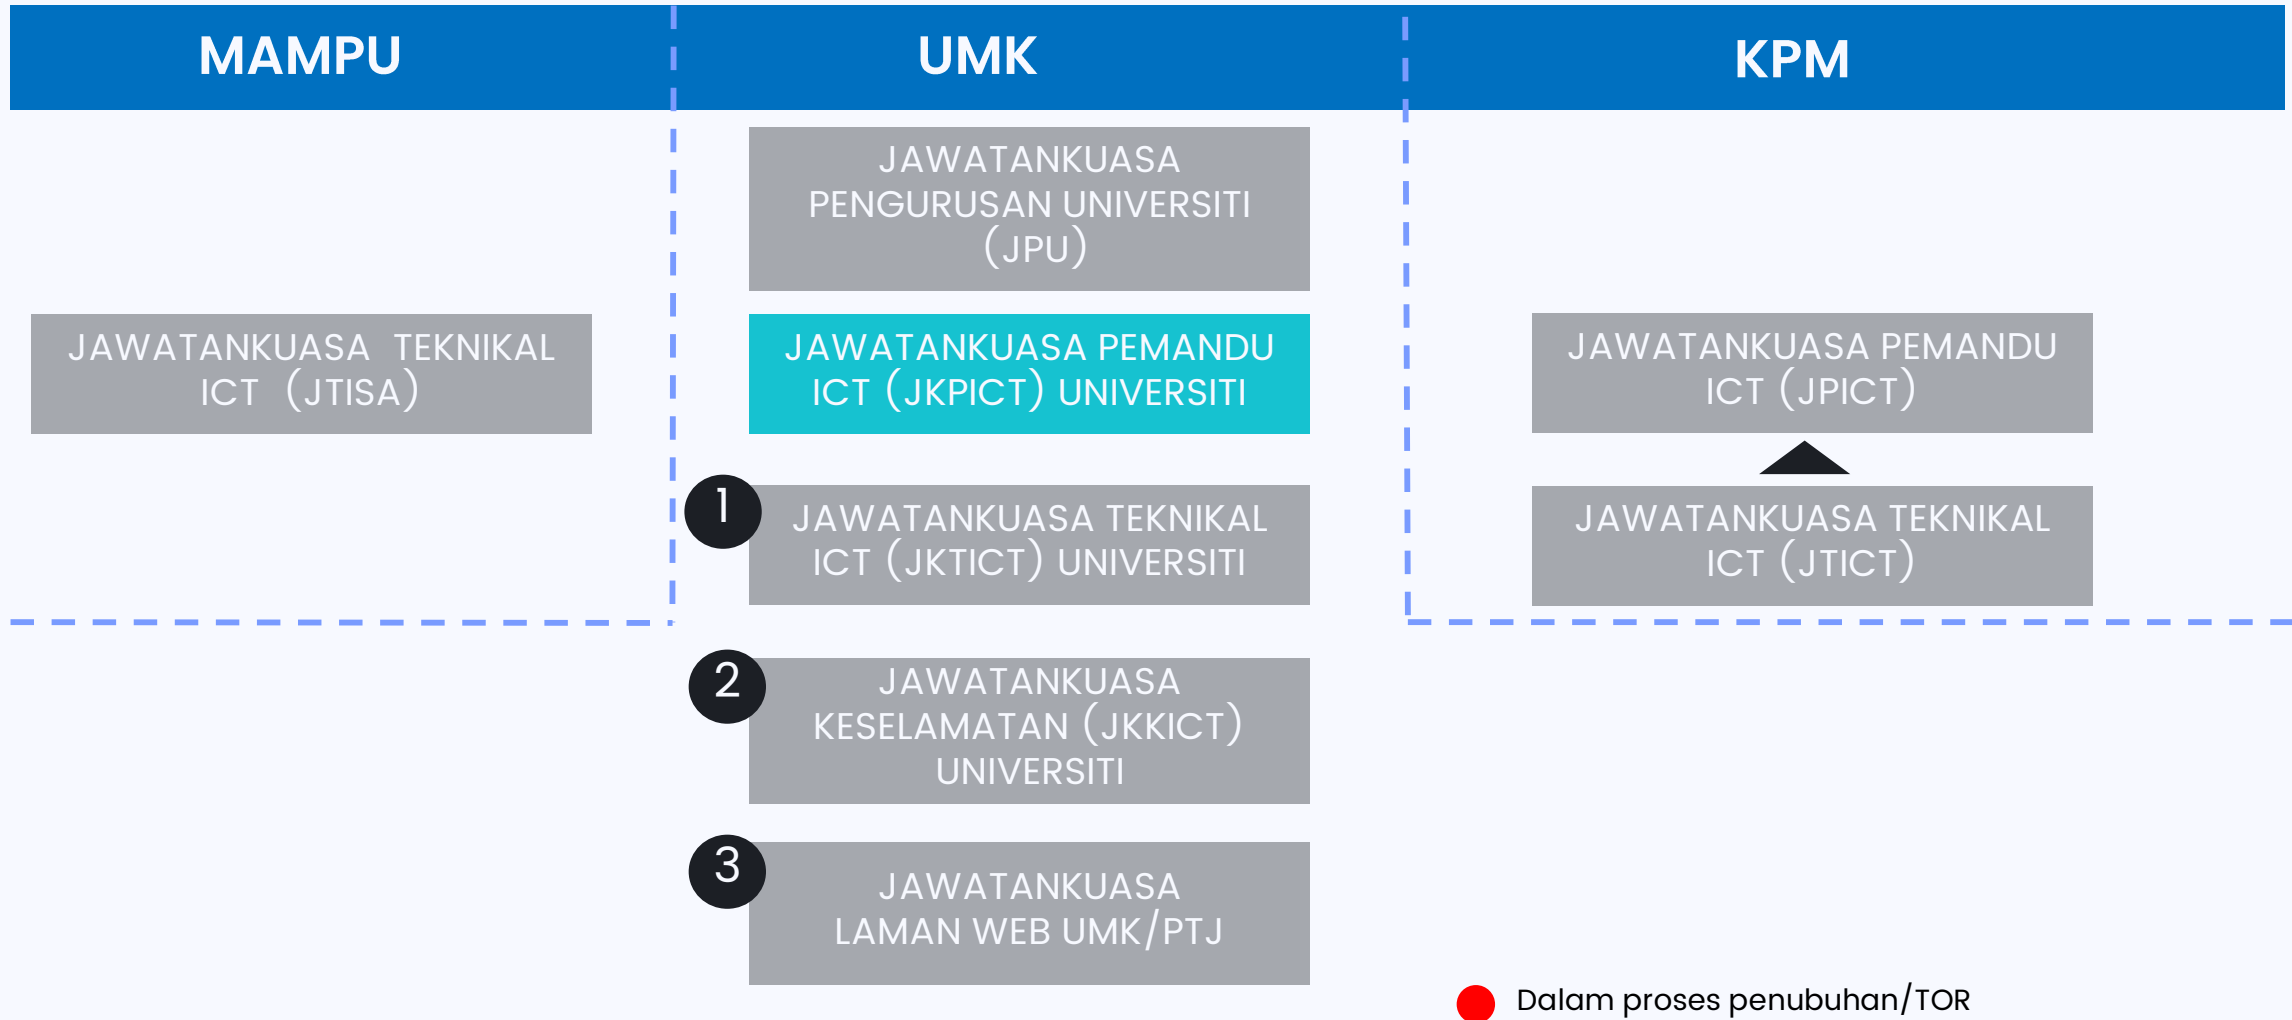 MAMPU
UMK
KPM
JAWATANKUASA
PENGURUSAN UNIVERSITI
(JPU)
JAWATANKUASA TEKNIKAL
ICT (JTISA)
JAWATANKUASA PEMANDU
ICT (JKPICT) UNIVERSITI
JAWATANKUASA PEMANDU
ICT (JPICT)
1
JAWATANKUASA TEKNIKAL
ICT (JKTICT) UNIVERSITI
JAWATANKUASA TEKNIKAL
ICT (JTICT)
2
JAWATANKUASA
KESELAMATAN (JKKICT)
UNIVERSITI
3
JAWATANKUASA
LAMAN WEB UMK/PTJ
Dalam proses penubuhan/TOR